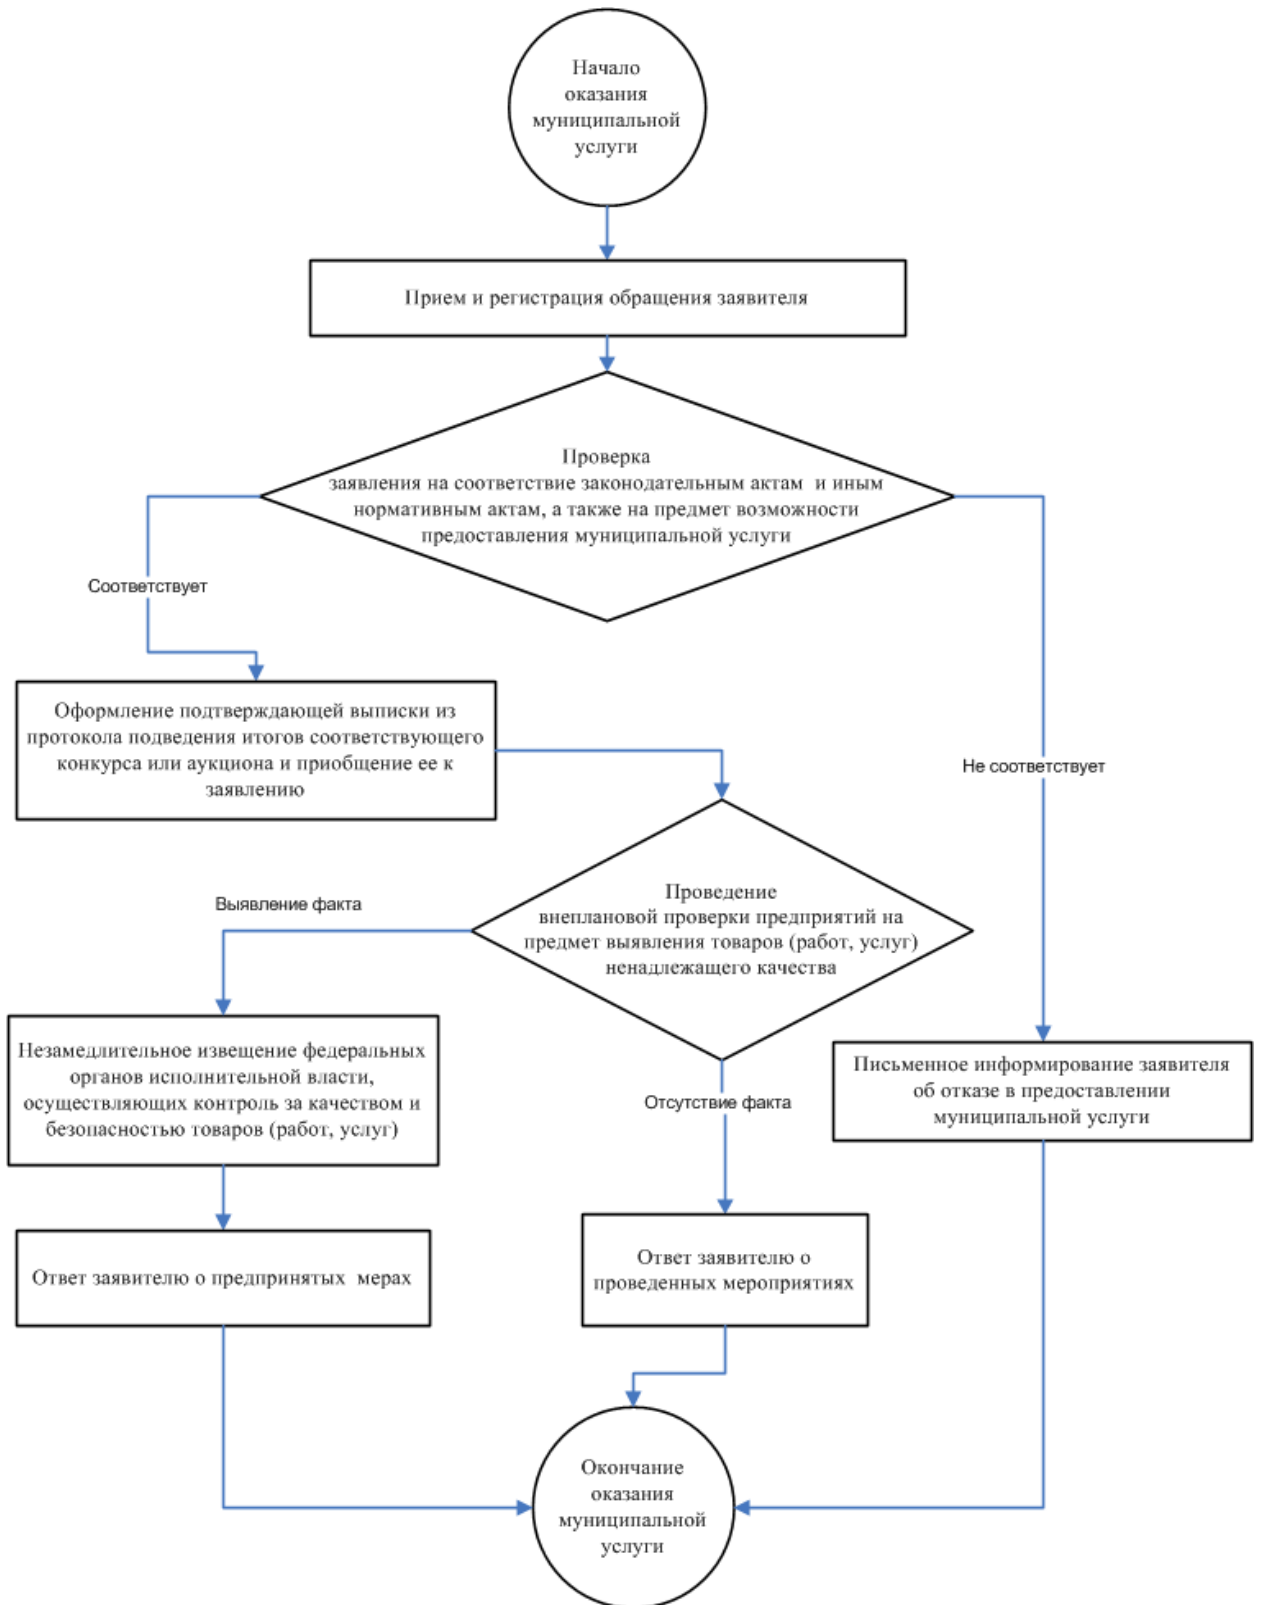 Начало
оказания
муниципальной
услуги
Прием и регистрация обращения заявителя
Проверка
заявления на соответствие законодательным актам и иным
нормативным актам, а также на предмет возможности
предоставления муниципальной услуги
Соответствует
Оформление подтверждающей выписки из
протокола подведения итогов соответствующего
конкурса или аукциона и приобщение ее к
заявлению
Не соответствует
Проведение
внеплановой проверки предприятий на
предмет выявления товаров (работ, услуг)
ненадлежащего качества
Выявление факта
Незамедлительное извещение федеральных
органов исполнительной власти,
осуществляющих контроль за качеством и
безопасностью товаров (работ, услуг)
Отсутствие факта
Письменное информирование заявителя
об отказе в предоставлении
муниципальной услуги
Ответ заявителю о предпринятых мерах
Ответ заявителю о
проведенных мероприятиях
Окончание
оказания
муниципальной
услуги